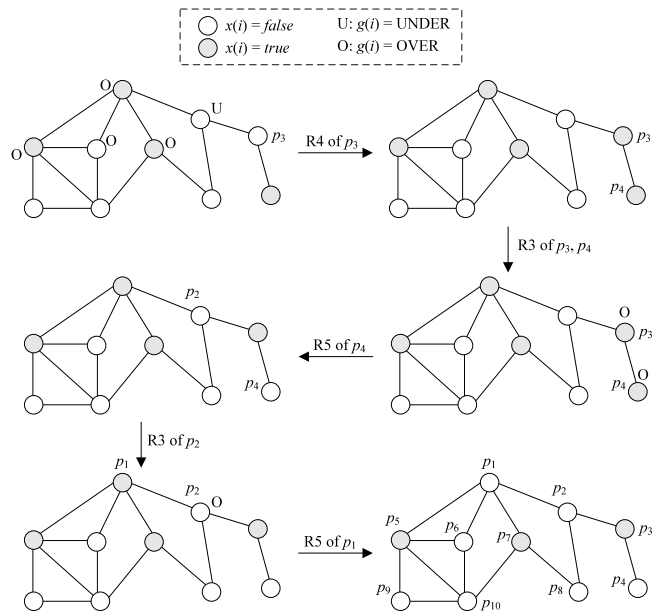 x(i) = false U: g(i) = UNDER
x(i) = true O: g(i) = OVER
O
U
O O O p₃
R4 of p₃
p₃
p₄
R3 of p₃, p₄
p₂
p₄
R5 of p₄
O
p₃
O
p₄
R3 of p₂
p₁
p₂ O
R5 of p₁
p₁
p₂
p₅ p₆ p₇ p₃
p₉ p₁₀ p₈ p₄